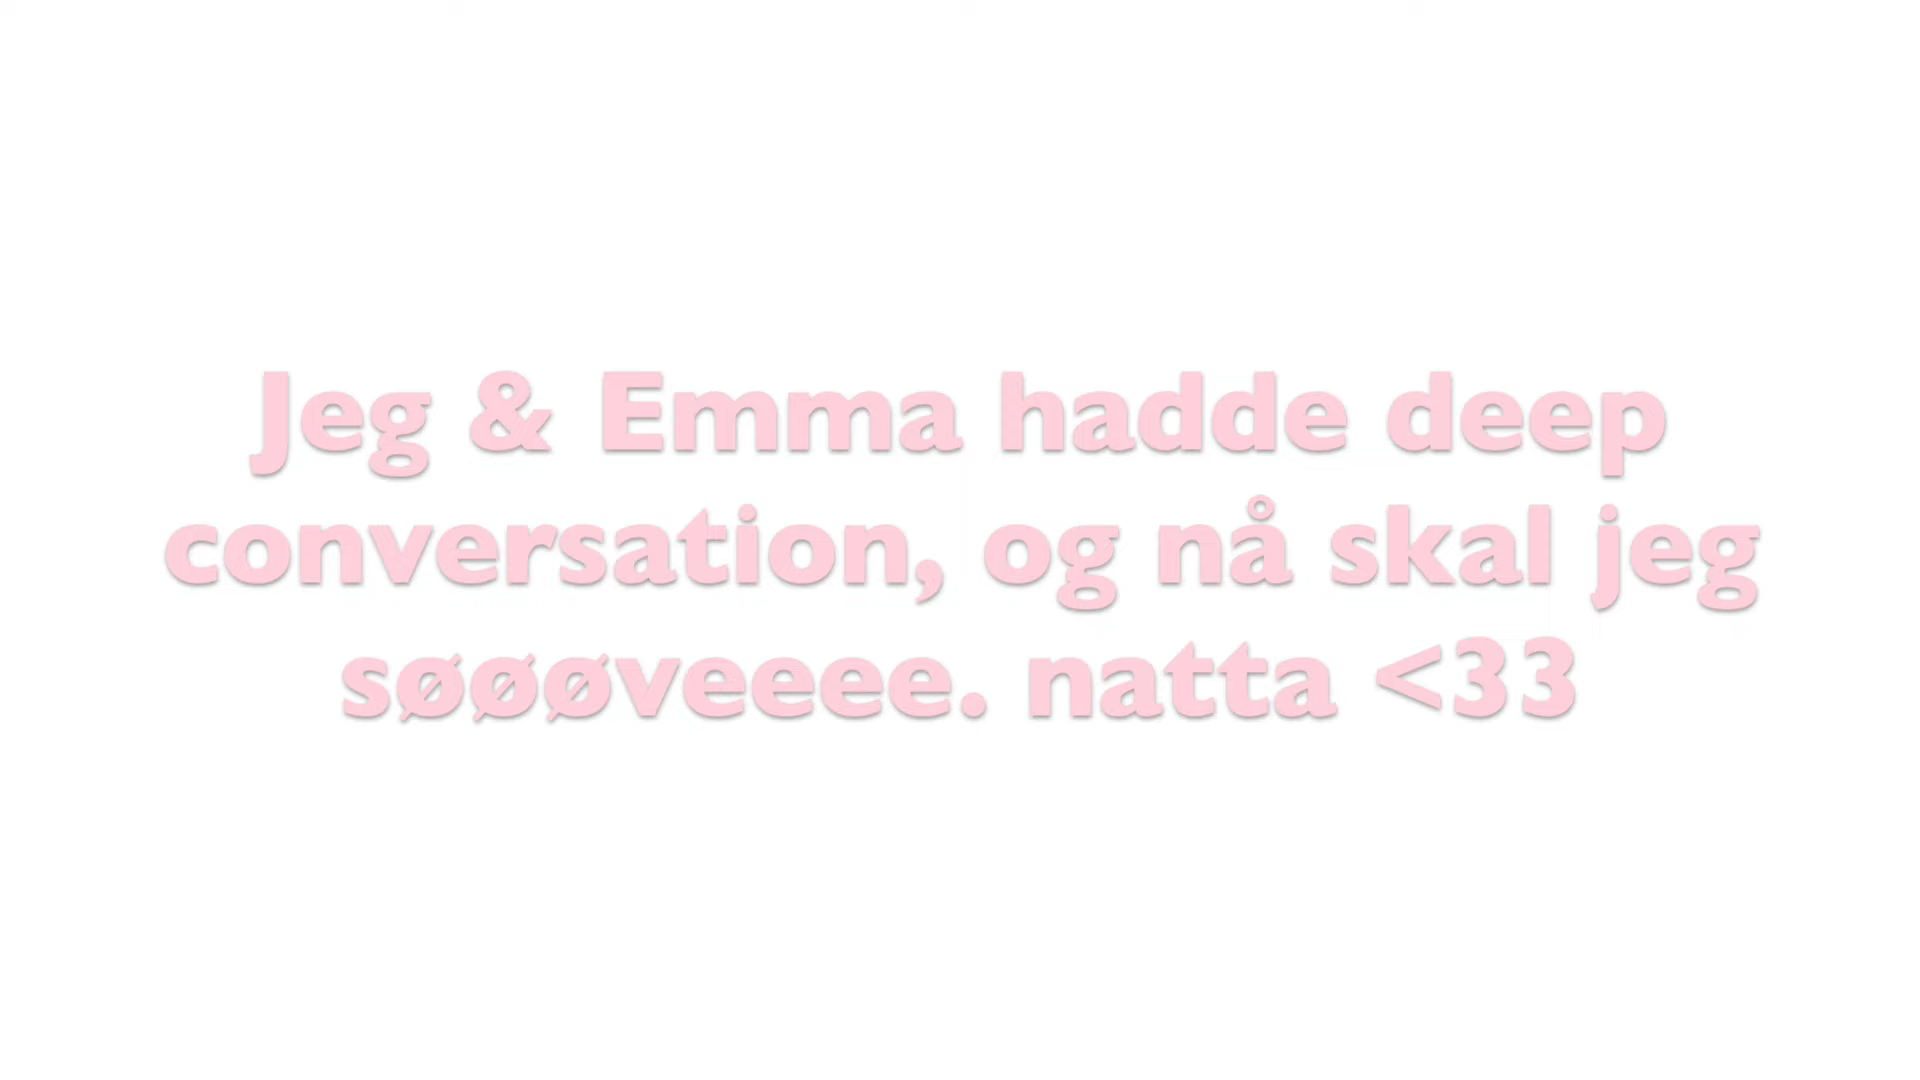 Jeg & Emma hadde deep
conversation, og nå skal jeg
søøøveeee. natta <33